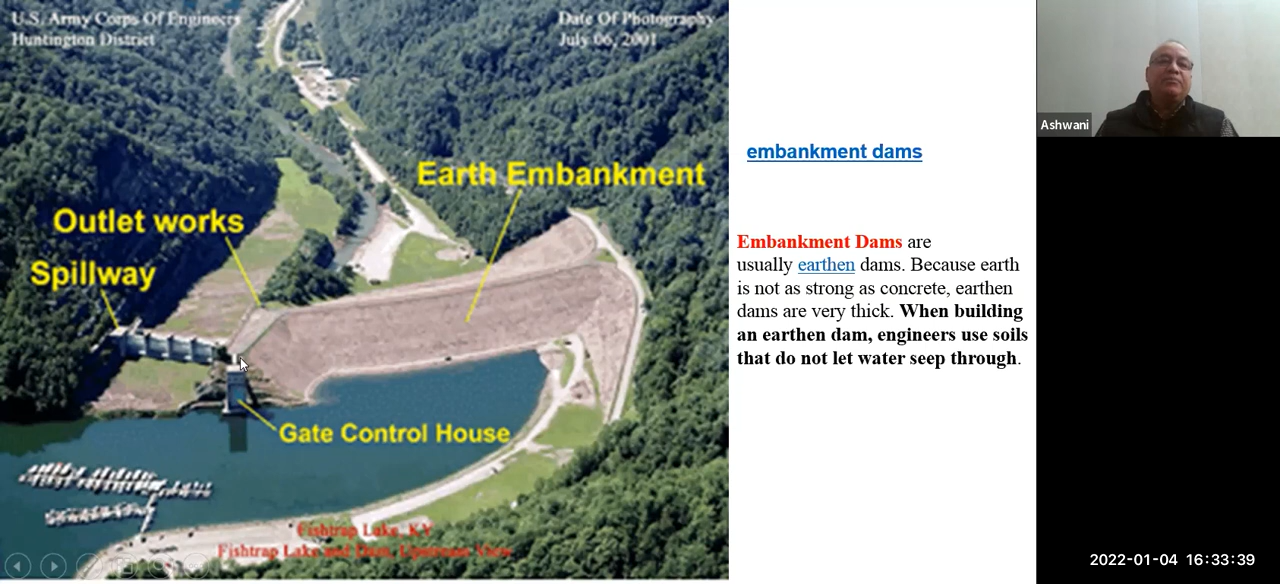 U.S. Army Corps Of Engineers
Huntington District
Date Of Photography
July 06, 2001
Earth Embankment
Outlet works
Spillway
Gate Control House
Fishtrap Lake, KY
Fishtrap Lake and Dam, Upstream View
embankment dams
Embankment Dams are
usually earthen dams. Because earth
is not as strong as concrete, earthen
dams are very thick. When building
an earthen dam, engineers use soils
that do not let water seep through.
Ashwani
2022-01-04 16:33:39